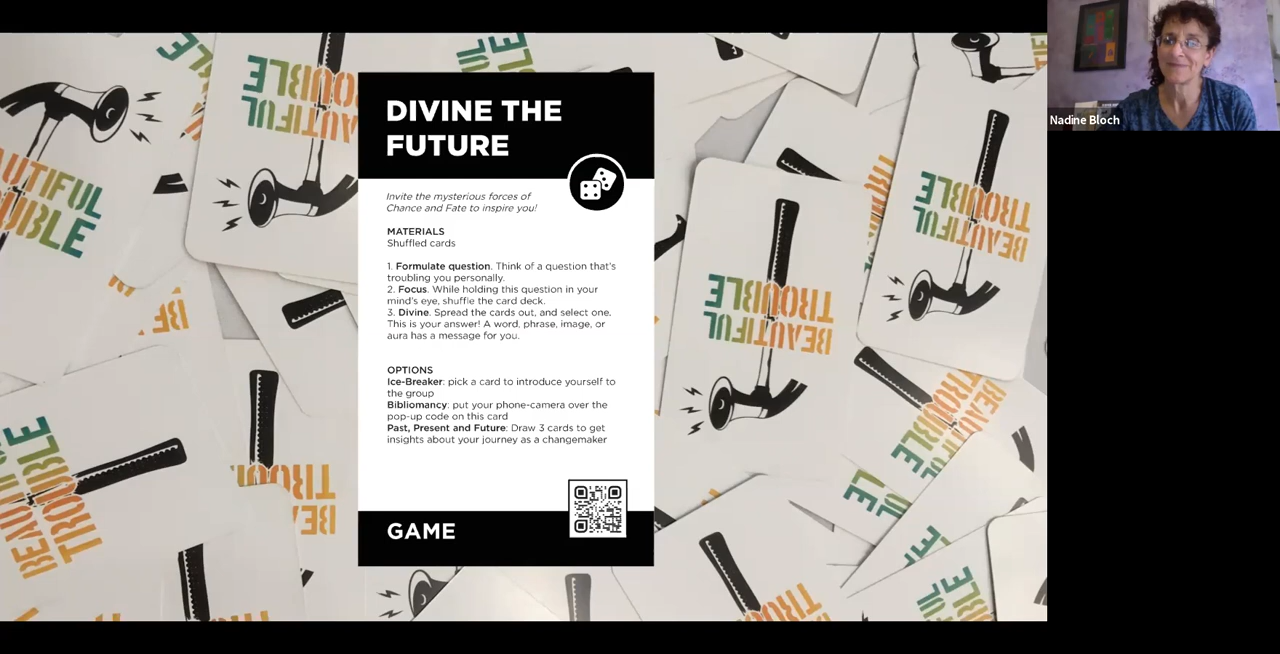 DIVINE THE
FUTURE
Invite the mysterious forces of
Chance and Fate to inspire you!
MATERIALS
Shuffled cards
1. Formulate question. Think of a question that's
troubling you personally.
2. Focus. While holding this question in your
mind's eye, shuffle the card deck.
3. Divine. Spread the cards out, and select one.
This is your answer! A word, phrase, image, or
aura has a message for you.
OPTIONS
Ice-Breaker: pick a card to introduce yourself to
the group
Bibliomancy: put your phone-camera over the
pop-up code on this card
Past, Present and Future: Draw 3 cards to get
insights about your journey as a changemaker
GAME
Nadine Bloch
BEAUTIFUL
TROUBLE
BEAUTIFUL
TROUBLE
BEAUTIFUL
TROUBLE